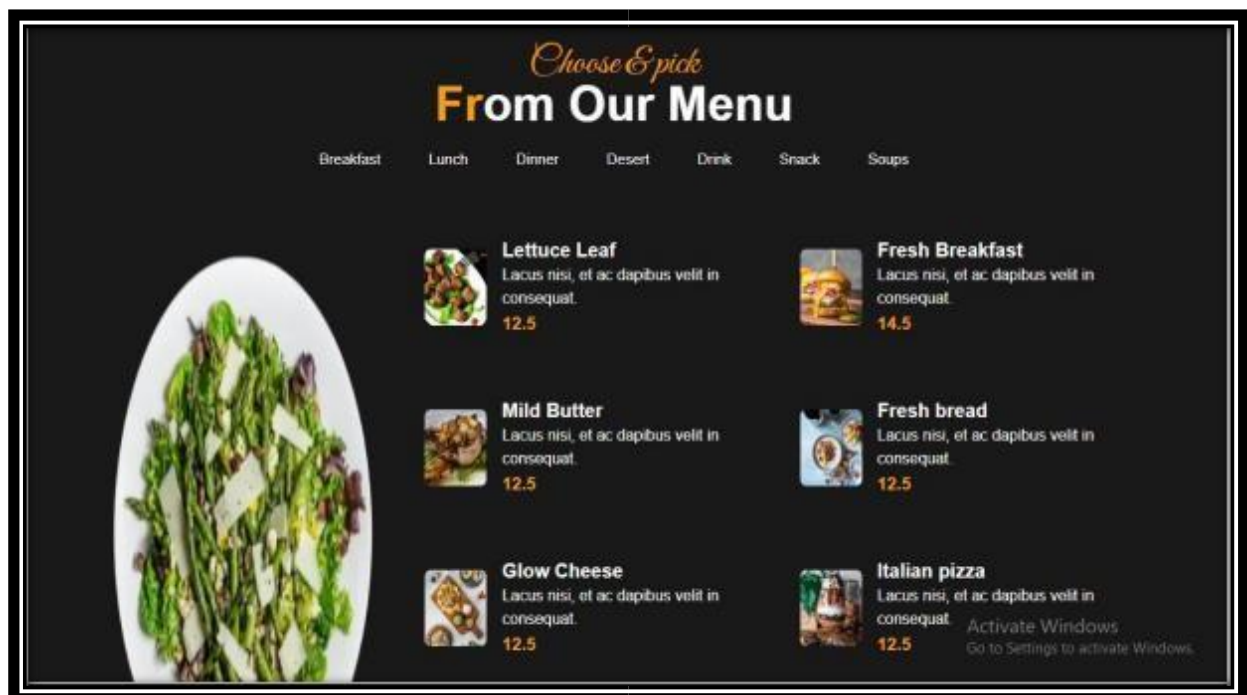 Choose & pick
From Our Menu
Breakfast Lunch Dinner Desert Drink Snack Soups
Lettuce Leaf
Lacus nisi, et ac dapibus velit in
consequat.
12.5
Fresh Breakfast
Lacus nisi, et ac dapibus velit in
consequat.
14.5
Mild Butter
Lacus nisi, et ac dapibus velit in
consequat.
12.5
Fresh bread
Lacus nisi, et ac dapibus velit in
consequat.
12.5
Glow Cheese
Lacus nisi, et ac dapibus velit in
consequat.
12.5
Italian pizza
Lacus nisi, et ac dapibus velit in
consequat.
12.5
Activate Windows
Go to Settings to activate Windows.